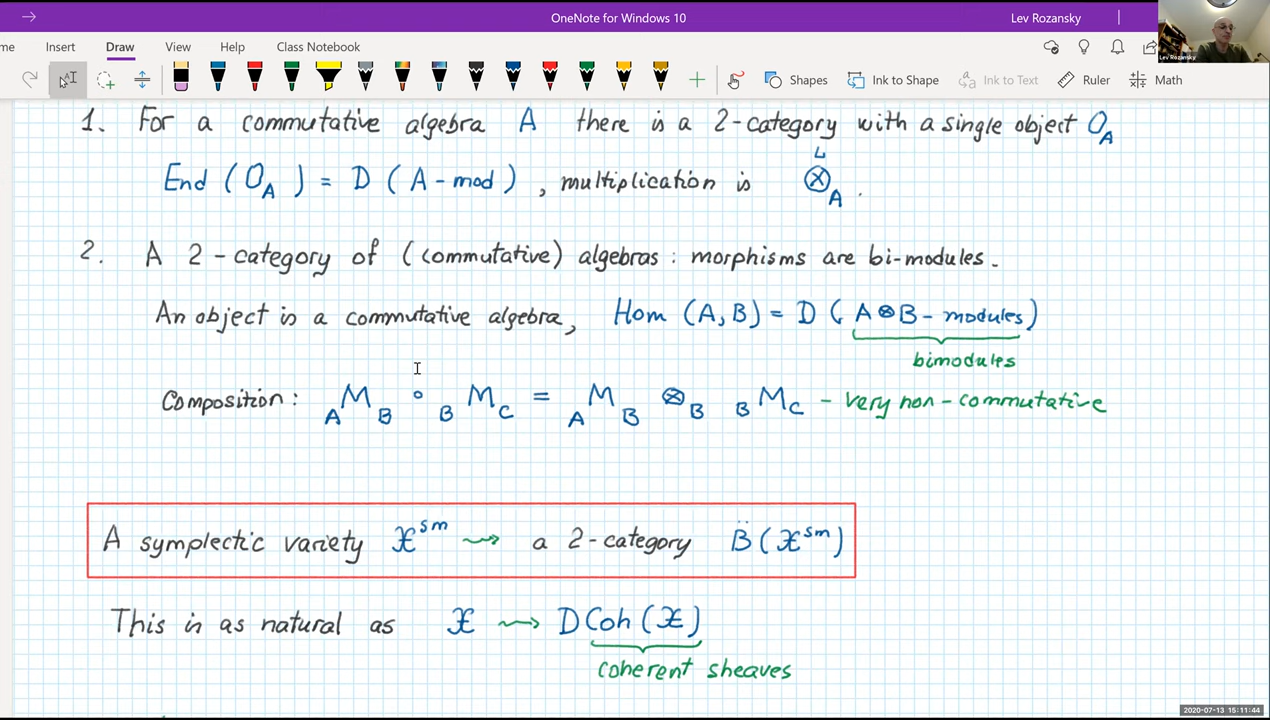 OneNote for Windows 10
Lev Rozansky
me Insert Draw View Help Class Notebook
Shapes Ink to Shape Ink to Text Ruler Math
Lev Rozansky
1. For a commutative algebra A there is a 2-category with a single object O_A
End (O_A) = D (A-mod), multiplication is ⊗^L_A .
2. A 2-category of (commutative) algebras: morphisms are bi-modules.
An object is a commutative algebra, Hom (A,B) = D (A⊗B-modules)
bimodules
Composition: _A M_B ∘ _B M_C = _A M_B ⊗_B _B M_C - very non-commutative
A symplectic variety 𝒳^sm ⇝ a 2-category B̈(𝒳^sm)
This is as natural as 𝒳 ⇝ DCoh(𝒳)
coherent sheaves
2020-07-13 15:11:44